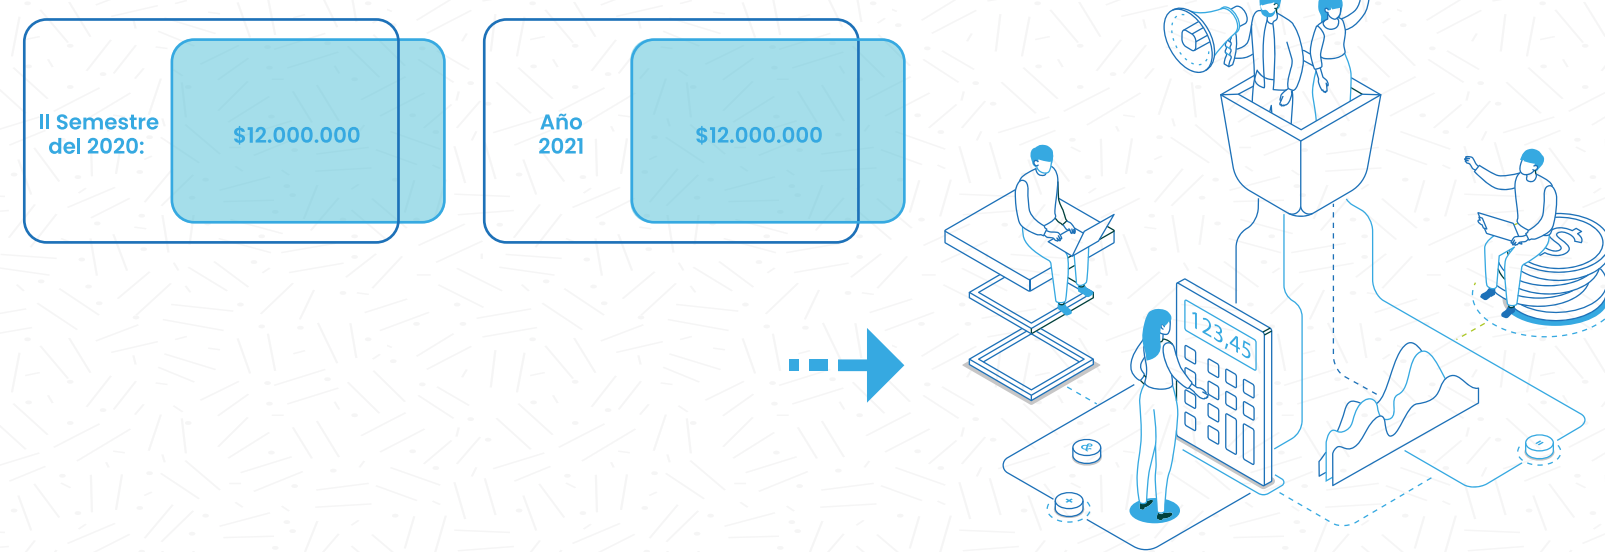 II Semestre
del 2020:
$12.000.000
Año
2021
$12.000.000
123,45
$
&
×
=